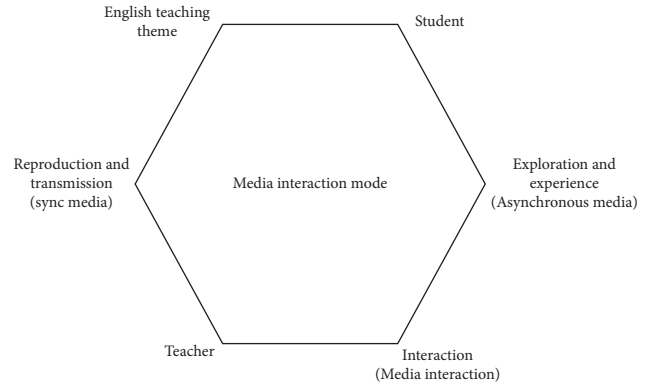 English teaching
theme
Student
Reproduction and
transmission
(sync media)
Media interaction mode
Exploration and
experience
(Asynchronous media)
Teacher
Interaction
(Media interaction)